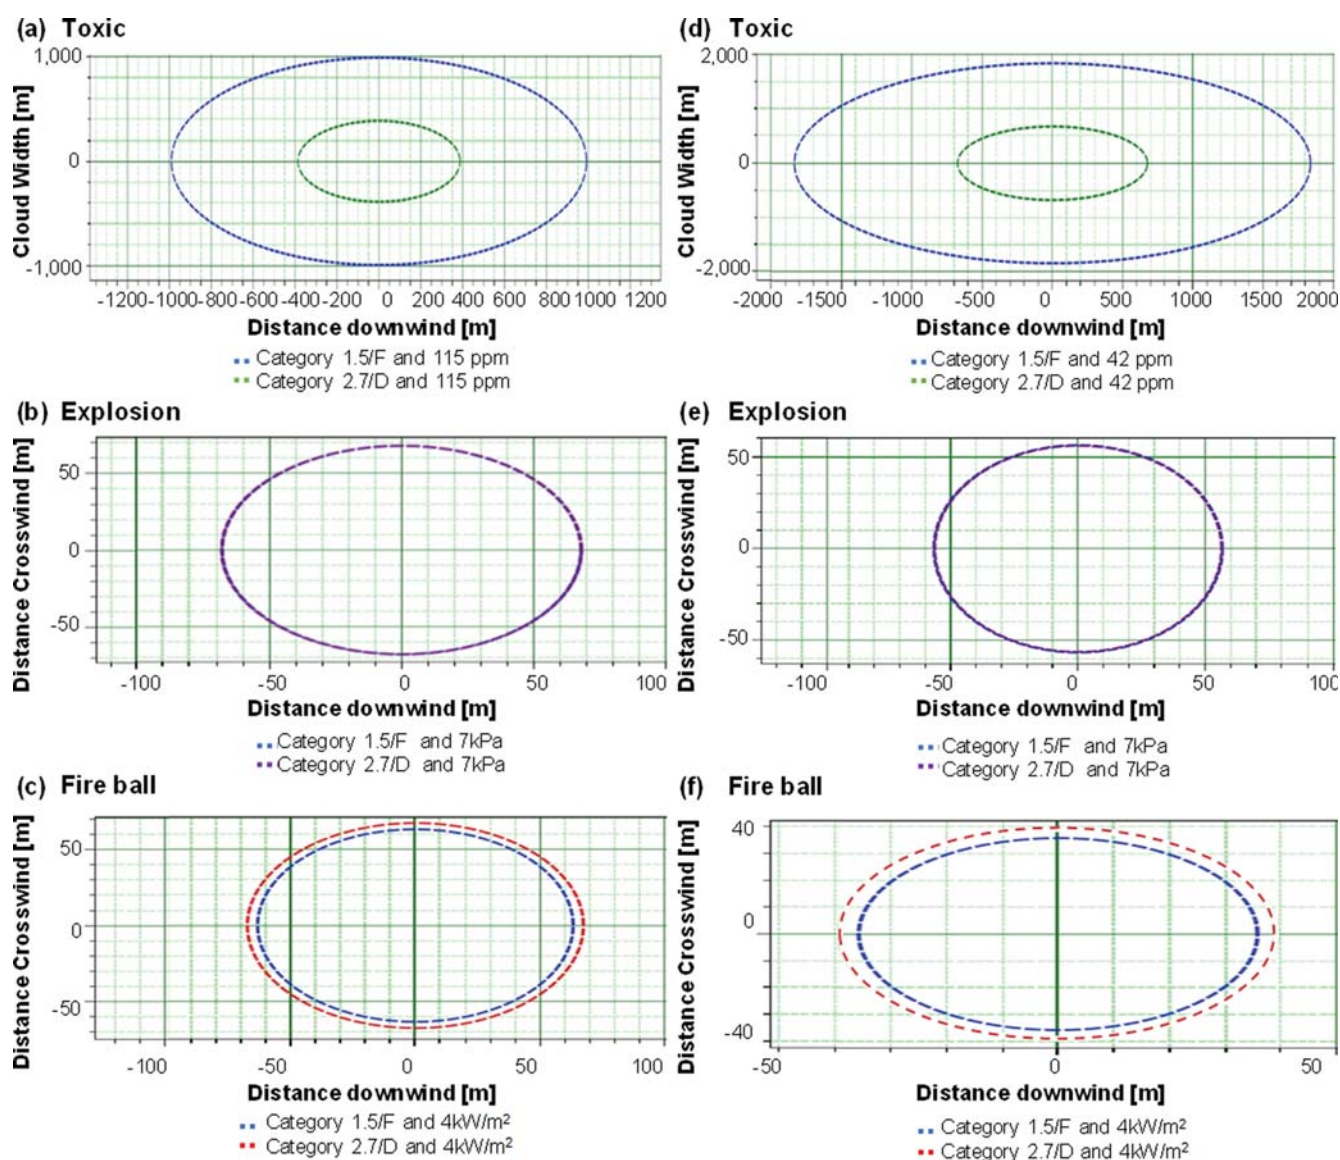 (a) Toxic
Cloud Width [m]
1,000
0
-1,000
-1200 -1000 -800 -600 -400 -200 0 200 400 600 800 1000 1200
Distance downwind [m]
Category 1.5/F and 115 ppm
Category 2.7/D and 115 ppm
(d) Toxic
Cloud Width [m]
2,000
0
-2,000
-2000 -1500 -1000 -500 0 500 1000 1500 2000
Distance downwind [m]
Category 1.5/F and 42 ppm
Category 2.7/D and 42 ppm
(b) Explosion
Distance Crosswind [m]
50
0
-50
-100 -50 0 50 100
Distance downwind [m]
Category 1.5/F and 7kPa
Category 2.7/D and 7kPa
(e) Explosion
Distance Crosswind [m]
50
0
-50
-100 -50 0 50 100
Distance downwind [m]
Category 1.5/F and 7kPa
Category 2.7/D and 7kPa
(c) Fire ball
Distance Crosswind [m]
50
0
-50
-100 -50 0 50 100
Distance downwind [m]
Category 1.5/F and 4kW/m²
Category 2.7/D and 4kW/m²
(f) Fire ball
Distance Crosswind [m]
40
0
-40
-50 0 50
Distance downwind [m]
Category 1.5/F and 4kW/m²
Category 2.7/D and 4kW/m²